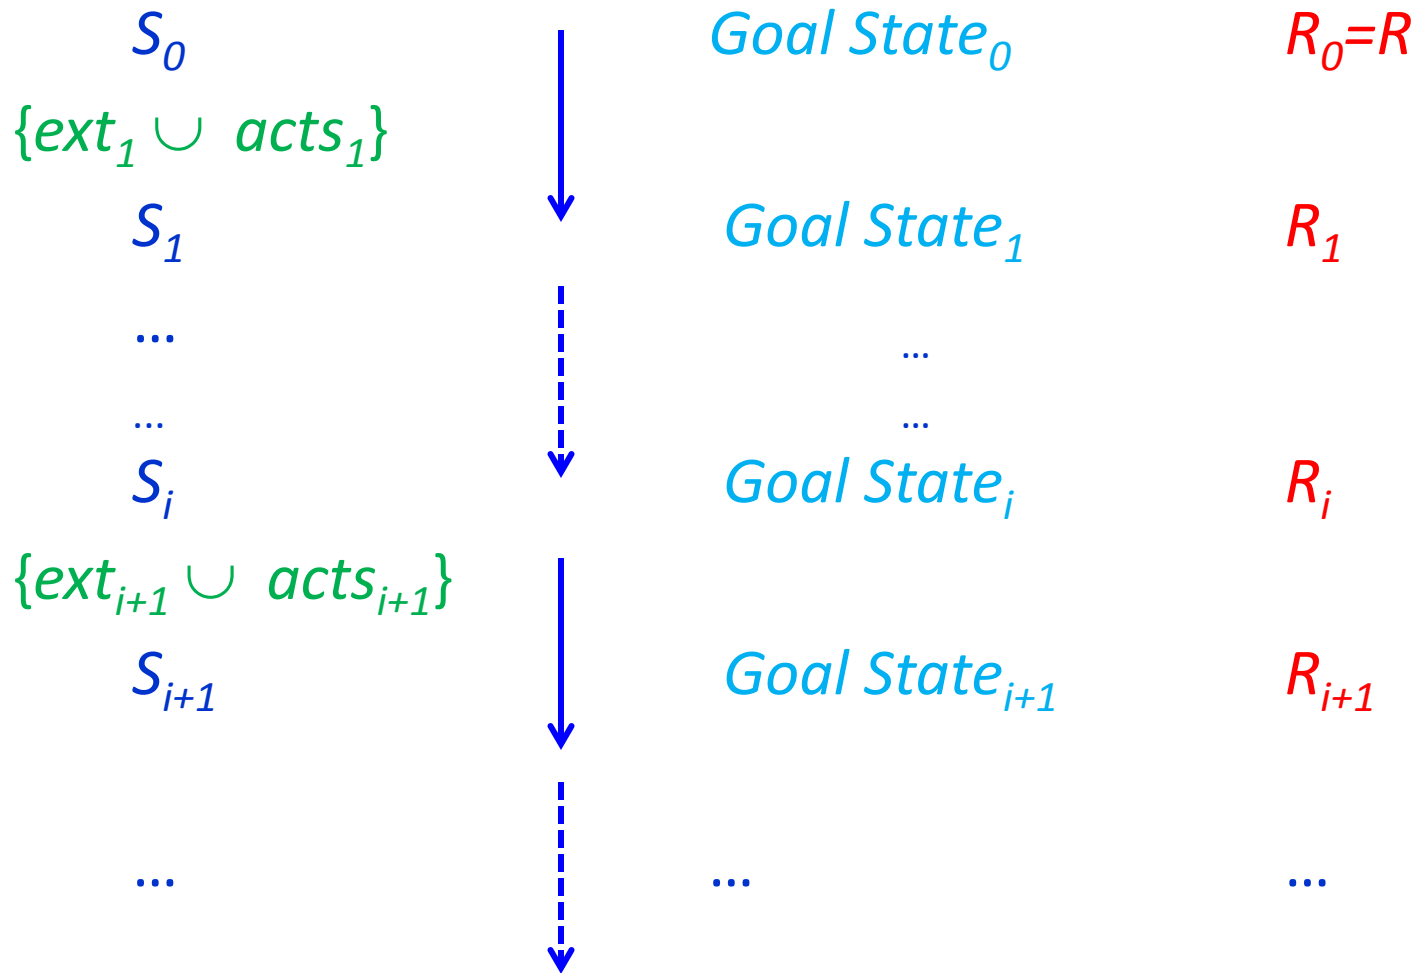 S0 Goal State0 R0=R
{ext1 ∪ acts1}
S1 Goal State1 R1
... ...
... ...
Si Goal Statei Ri
{exti+1 ∪ actsi+1}
Si+1 Goal Statei+1 Ri+1
... ... ...